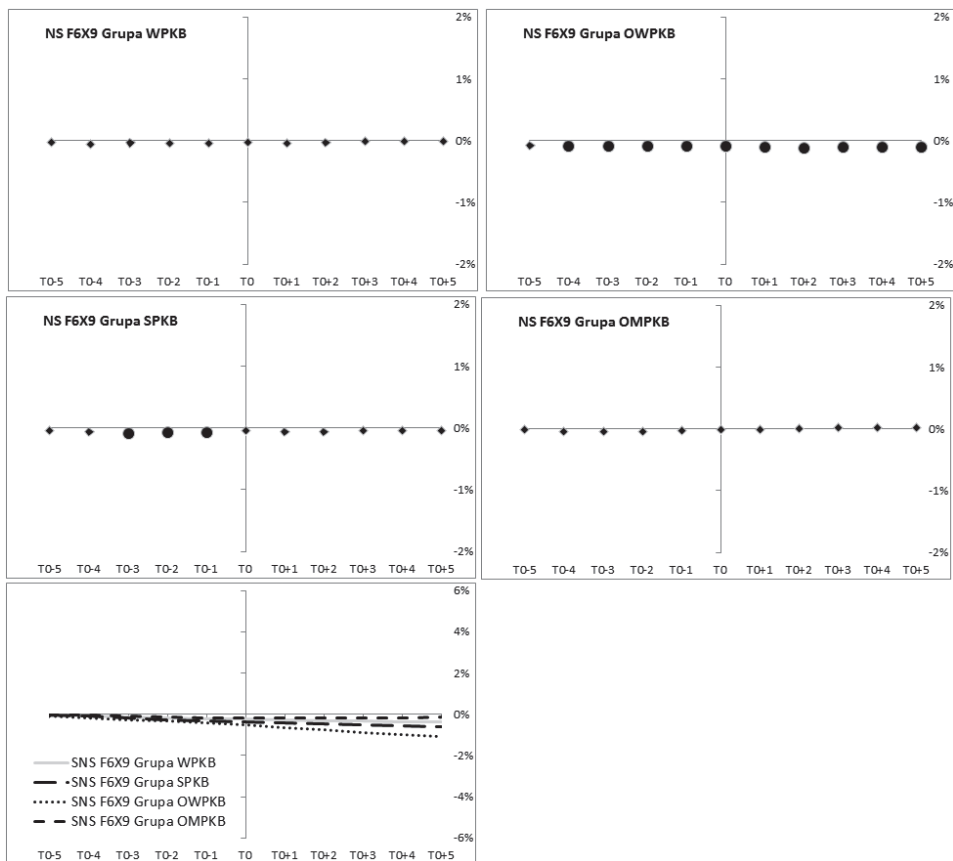 NS F6X9 Grupa WPKB
2%
1%
0%
-1%
-2%
T0-5 T0-4 T0-3 T0-2 T0-1 T0 T0+1 T0+2 T0+3 T0+4 T0+5
NS F6X9 Grupa OWPKB
2%
1%
0%
-1%
-2%
T0-5 T0-4 T0-3 T0-2 T0-1 T0 T0+1 T0+2 T0+3 T0+4 T0+5
NS F6X9 Grupa SPKB
2%
1%
0%
-1%
-2%
T0-5 T0-4 T0-3 T0-2 T0-1 T0 T0+1 T0+2 T0+3 T0+4 T0+5
NS F6X9 Grupa OMPKB
2%
1%
0%
-1%
-2%
T0-5 T0-4 T0-3 T0-2 T0-1 T0 T0+1 T0+2 T0+3 T0+4 T0+5
6%
4%
2%
0%
-2%
-4%
-6%
SNS F6X9 Grupa WPKB
SNS F6X9 Grupa SPKB
SNS F6X9 Grupa OWPKB
SNS F6X9 Grupa OMPKB
T0-5 T0-4 T0-3 T0-2 T0-1 T0 T0+1 T0+2 T0+3 T0+4 T0+5